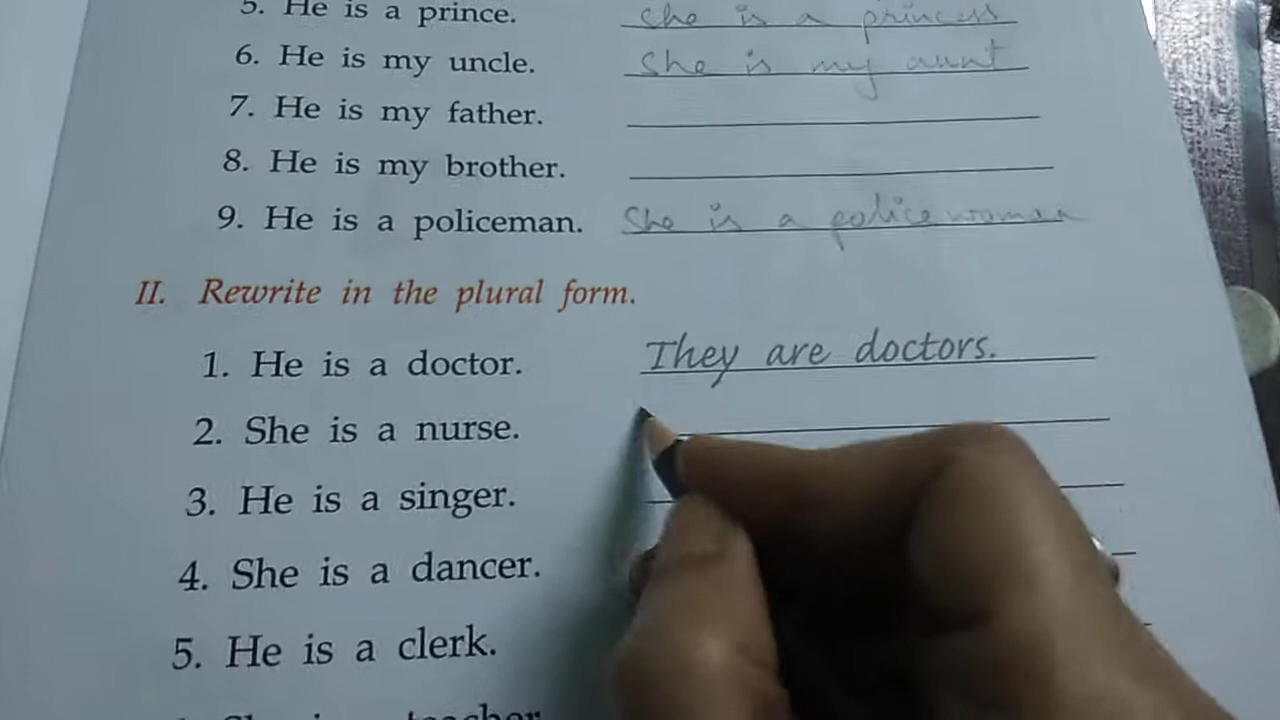 5. He is a prince. She is a princess
6. He is my uncle. She is my aunt
7. He is my father.
8. He is my brother.
9. He is a policeman. She is a policewoman
II. Rewrite in the plural form.
1. He is a doctor. They are doctors.
2. She is a nurse.
3. He is a singer.
4. She is a dancer.
5. He is a clerk.
teacher